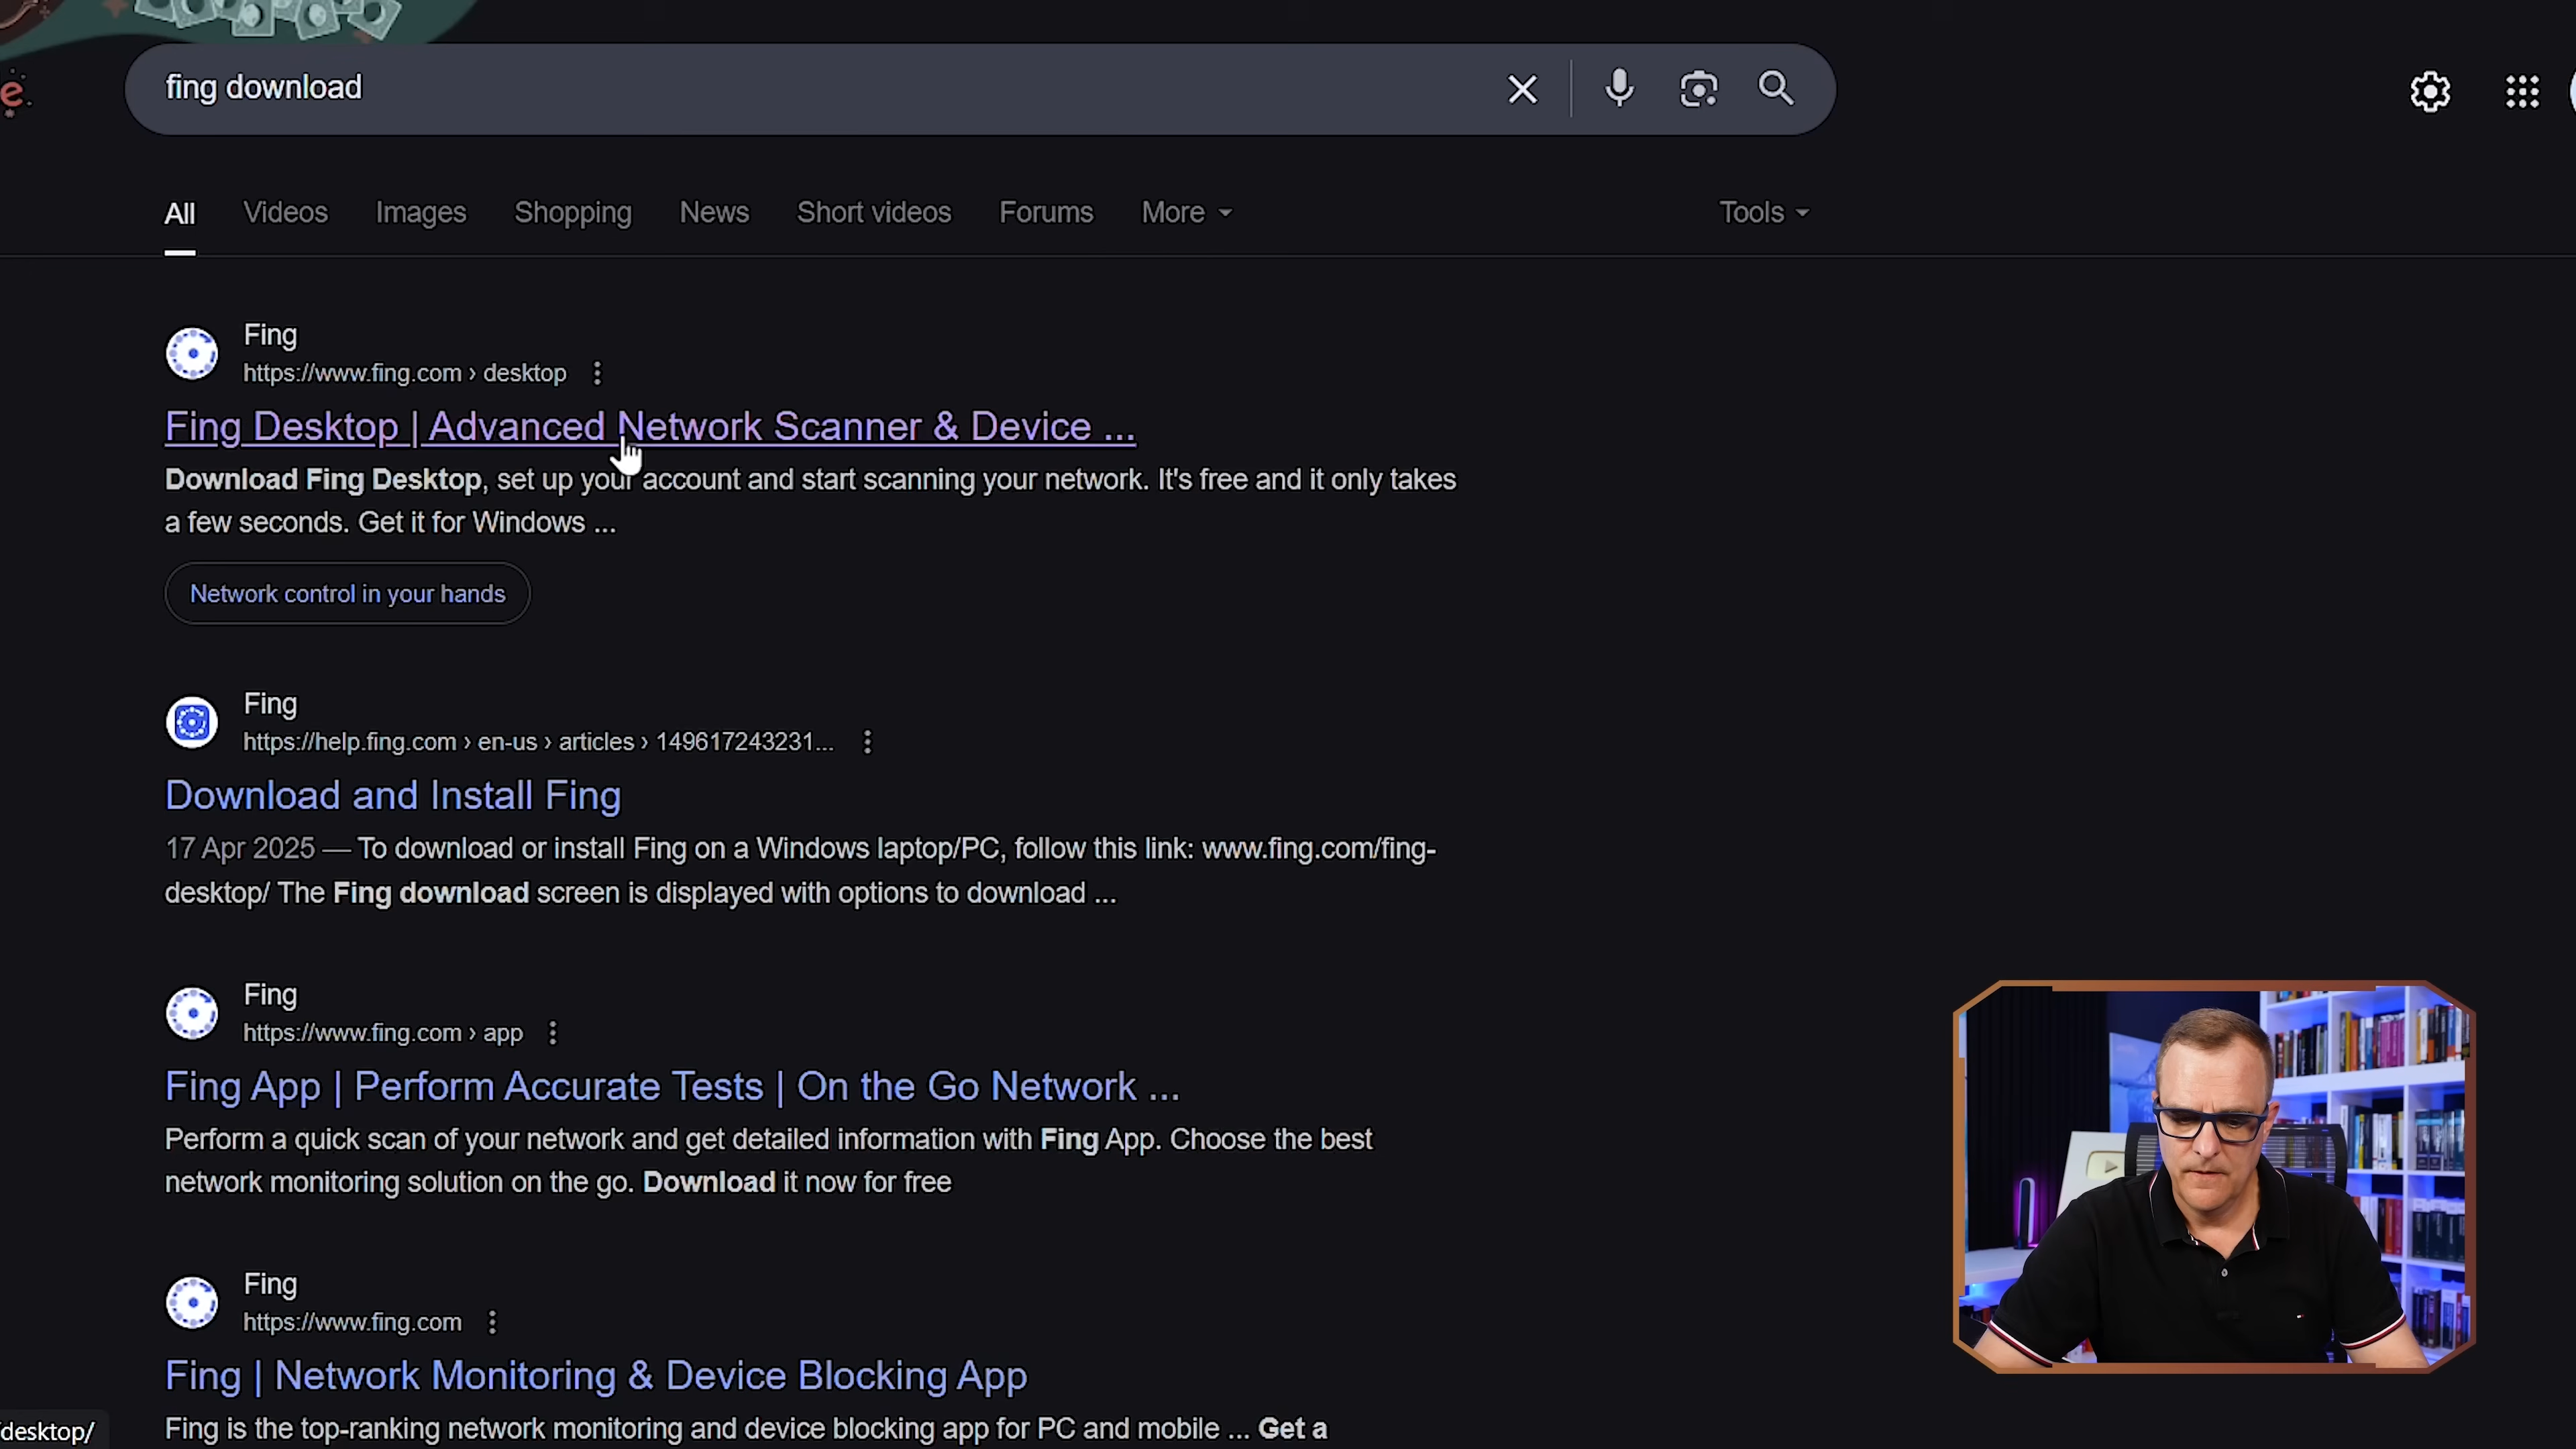 e
fing download
All Videos Images Shopping News Short videos Forums More Tools
Fing
https://www.fing.com › desktop
Fing Desktop | Advanced Network Scanner & Device ...
Download Fing Desktop, set up your account and start scanning your network. It's free and it only takes
a few seconds. Get it for Windows ...
Network control in your hands
Fing
https://help.fing.com › en-us › articles › 149617243231...
Download and Install Fing
17 Apr 2025 — To download or install Fing on a Windows laptop/PC, follow this link: www.fing.com/fing-
desktop/ The Fing download screen is displayed with options to download ...
Fing
https://www.fing.com › app
Fing App | Perform Accurate Tests | On the Go Network ...
Perform a quick scan of your network and get detailed information with Fing App. Choose the best
network monitoring solution on the go. Download it now for free
Fing
https://www.fing.com
Fing | Network Monitoring & Device Blocking App
Fing is the top-ranking network monitoring and device blocking app for PC and mobile ... Get a
desktop/